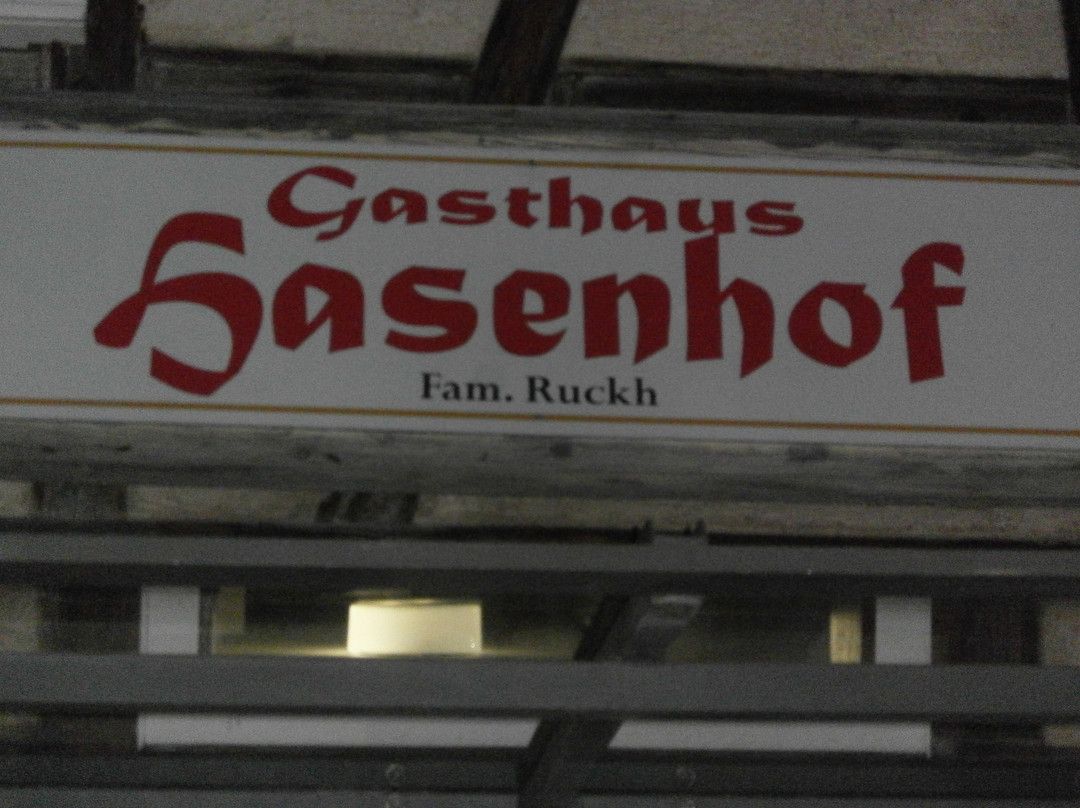 Gasthaus
Hasenhof
Fam. Ruckh